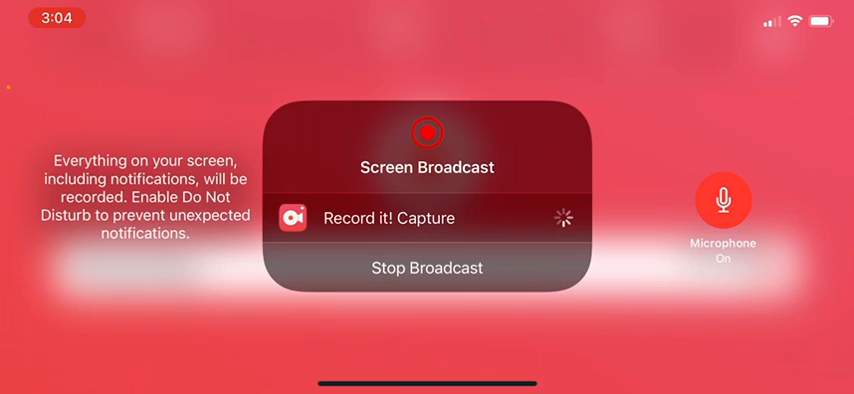 3:04
Everything on your screen,
including notifications, will be
recorded. Enable Do Not
Disturb to prevent unexpected
notifications.
Screen Broadcast
Record it! Capture
Stop Broadcast
Microphone
On